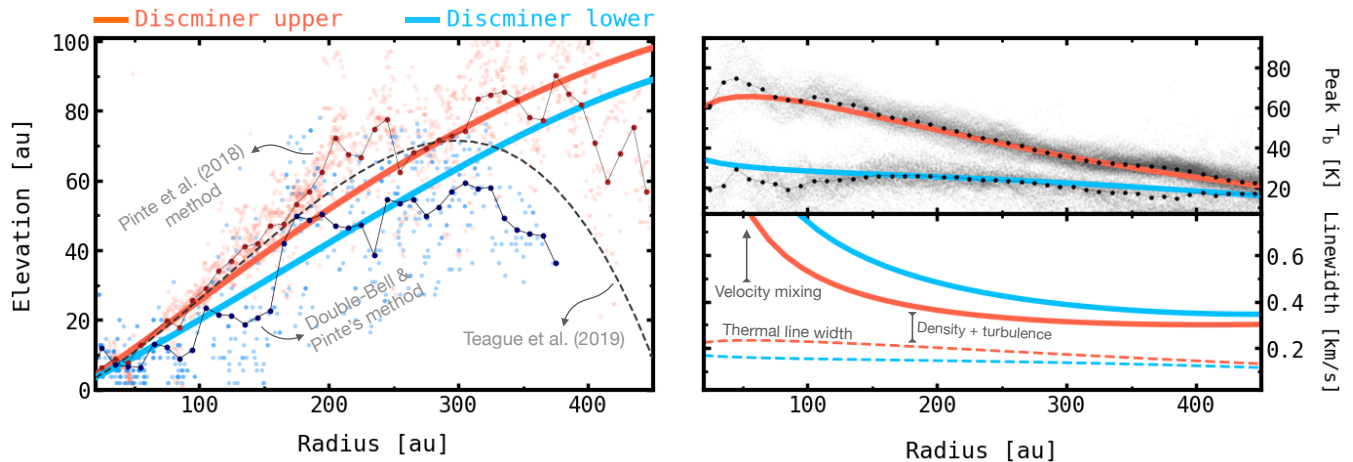 Discminer upper
Discminer lower
100
80
60
40
20
0
Elevation [au]
Pinte et al. (2018)
method
Double-Bell &
Pinte's method
Teague et al. (2019)
100
200
300
400
Radius [au]
80
60
40
20
Peak Tb [K]
Velocity mixing
Thermal line width
Density + turbulence
0.6
0.4
0.2
Linewidth [km/s]
100
200
300
400
Radius [au]